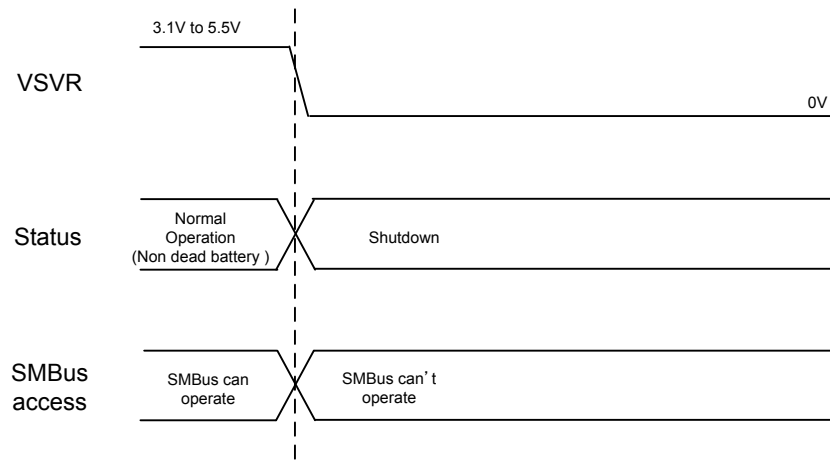 3.1V to 5.5V
VSVR
0V
Status
Normal
Operation
(Non dead battery )
Shutdown
SMBus
access
SMBus can
operate
SMBus can’t
operate